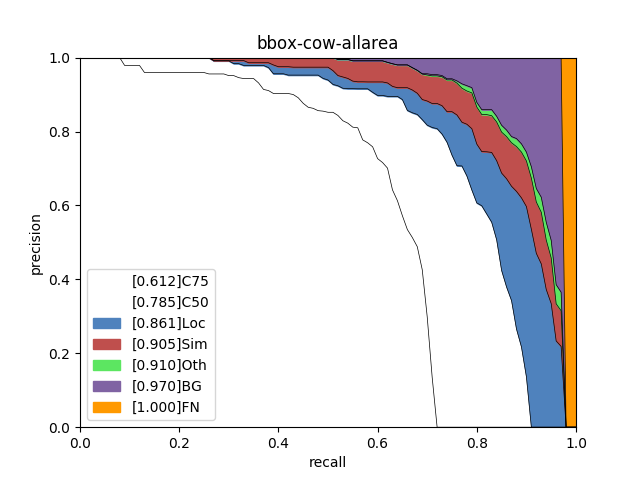 bbox-cow-allarea
1.0
0.8
0.6
0.4
0.2
0.0
precision
[0.612]C75
[0.785]C50
[0.861]Loc
[0.905]Sim
[0.910]Oth
[0.970]BG
[1.000]FN
0.0 0.2 0.4 0.6 0.8 1.0
recall